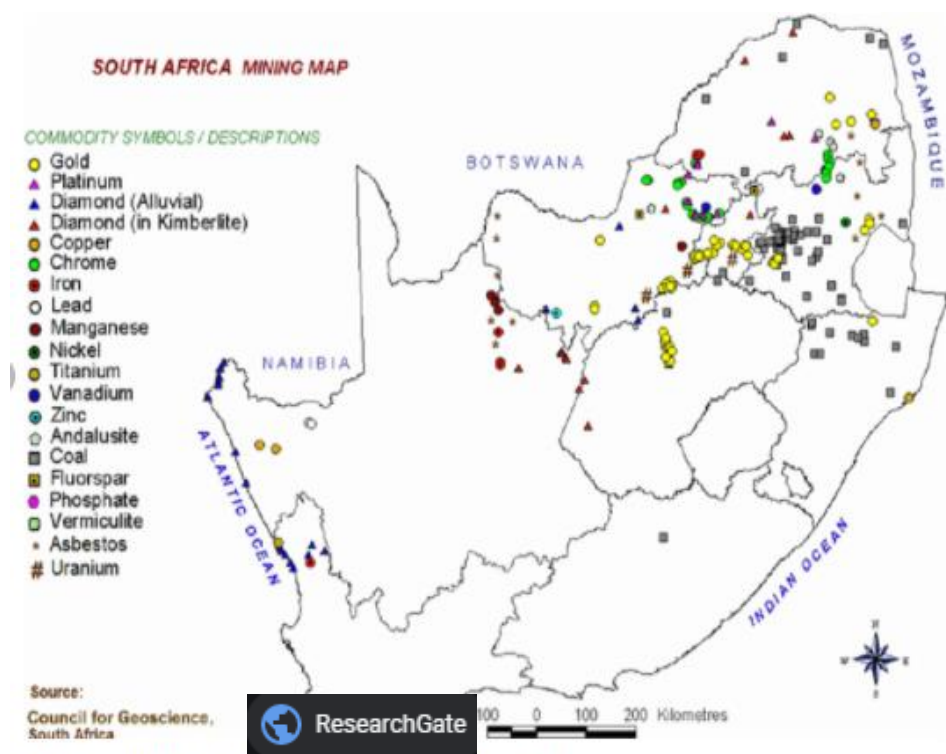 SOUTH AFRICA MINING MAP
COMMODITY SYMBOLS / DESCRIPTIONS
Gold
Platinum
Diamond (Alluvial)
Diamond (in Kimberlite)
Copper
Chrome
Iron
Lead
Manganese
Nickel
Titanium
Vanadium
Zinc
Andalusite
Coal
Fluorspar
Phosphate
Vermiculite
Asbestos
Uranium
BOTSWANA
MOZAMBIQUE
NAMIBIA
ATLANTIC OCEAN
INDIAN OCEAN
N
W E
S
Source:
Council for Geoscience,
South Africa
ResearchGate
100 0 100 200 Kilometres